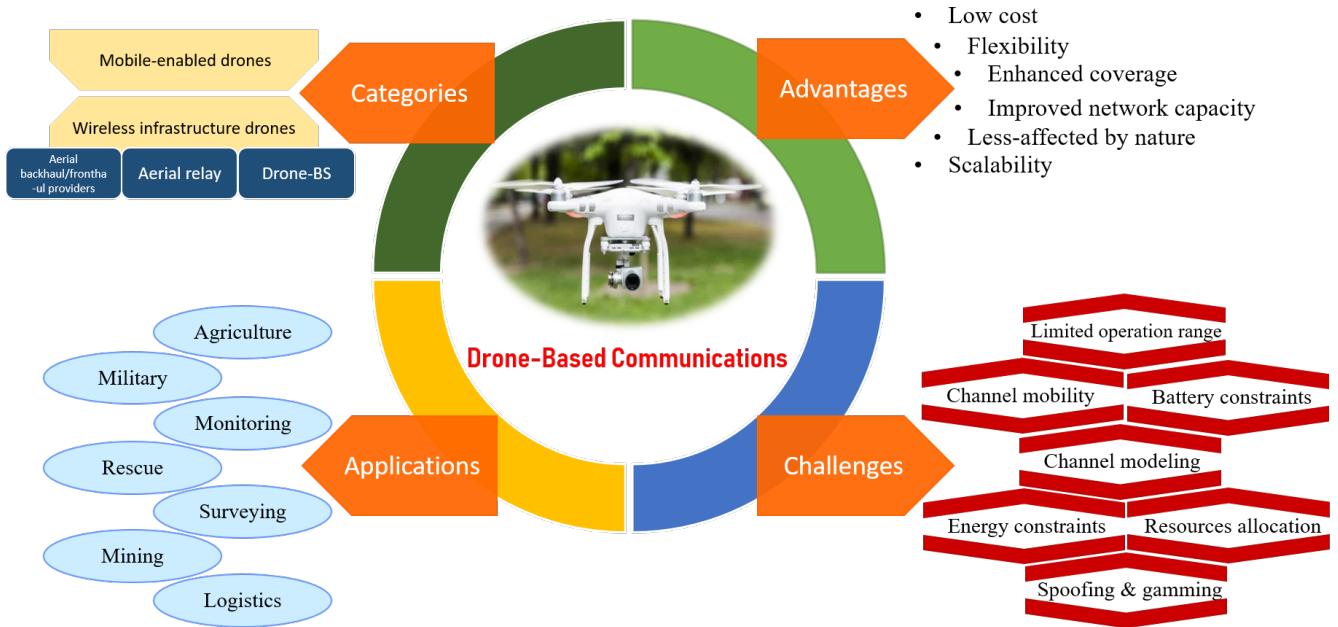 Mobile-enabled drones
Wireless infrastructure drones
Aerial
backhaul/frontha
-ul providers
Aerial relay
Drone-BS
Categories
Advantages
• Low cost
• Flexibility
• Enhanced coverage
• Improved network capacity
• Less-affected by nature
• Scalability
Drone-Based Communications
Agriculture
Military
Monitoring
Rescue
Surveying
Mining
Logistics
Applications
Challenges
Limited operation range
Channel mobility
Battery constraints
Channel modeling
Energy constraints
Resources allocation
Spoofing & gamming